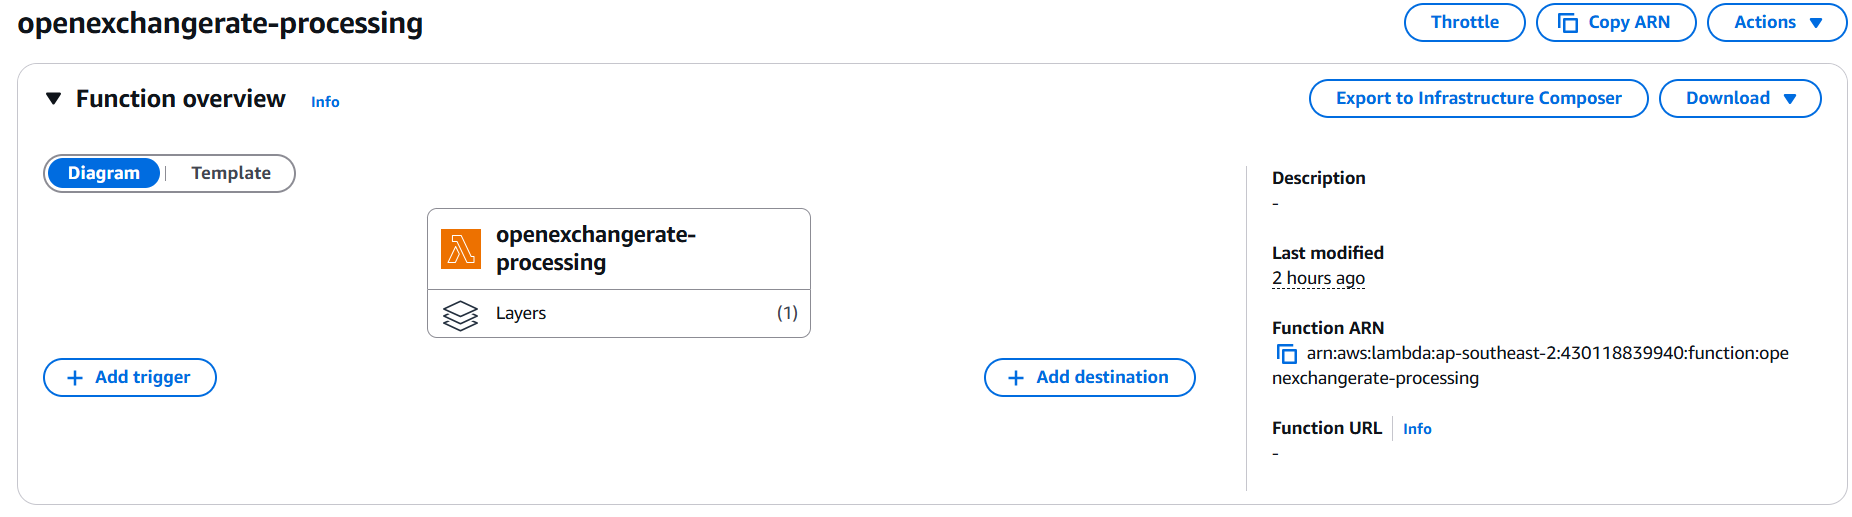 openexchangerate-processing
Throttle
Copy ARN
Actions
Function overview
Info
Export to Infrastructure Composer
Download
Diagram
Template
openexchangerate-
processing
Layers
(1)
Add trigger
Add destination
Description
-
Last modified
2 hours ago
Function ARN
arn:aws:lambda:ap-southeast-2:430118839940:function:ope
nexchangerate-processing
Function URL
Info
-